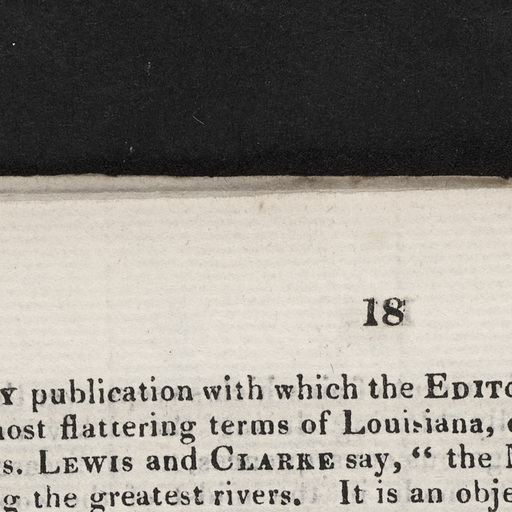 18
Y publication with which the EDITO
most flattering terms of Louisiana,
s. LEWIS and CLARKE say, “ the
g the greatest rivers. It is an obje